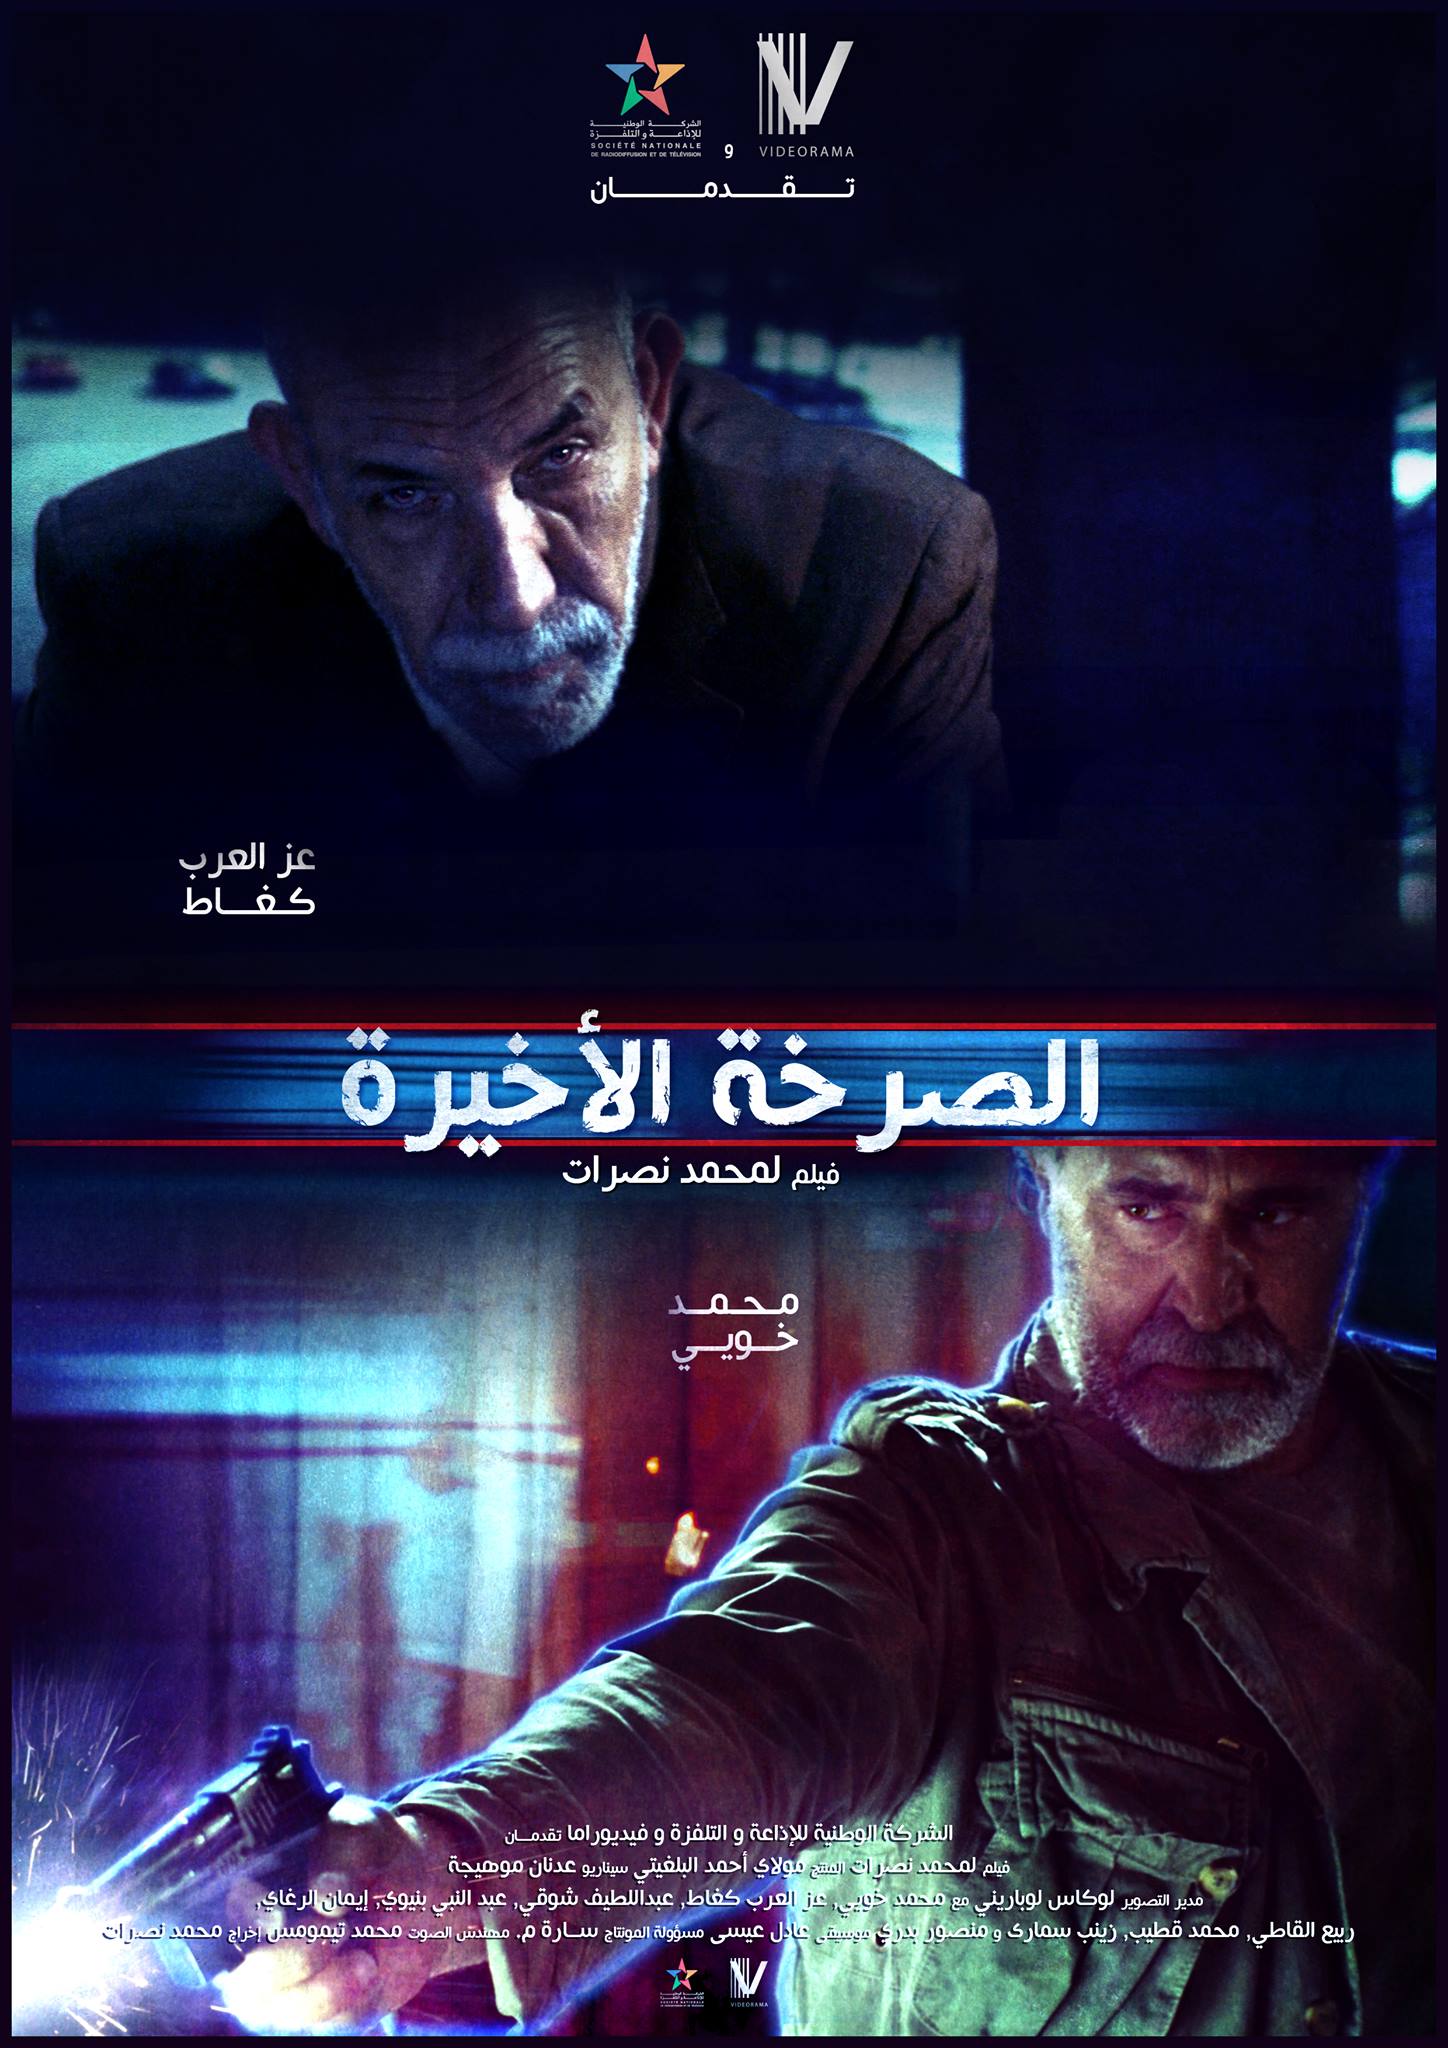 الشركة الوطنية
للإذاعة و التلفزة
SOCIÉTÉ NATIONALE
DE RADIODIFFUSION ET DE TÉLÉVISION
و
VIDEORAMA
تقدمان
عز العرب
كغاط
الصرخة الأخيرة
فيلم لمحمد نصرات
محمد
خويي
الشركة الوطنية للإذاعة و التلفزة و فيديوراما تقدمان
فيلم لمحمد نصرات المنتج مولاي أحمد البلغيتي سيناريو عدنان موهيجة
مدير التصوير لوكاس لوباريني مع محمد خويي, عز العرب كغاط, عبداللطيف شوقي, عبد النبي بنيوي, إيمان الرغاي,
ربيع القاطي, محمد قطيب, زينب سمارى و منصور بدري موسيقى عادل عيسى مسؤولة المونتاج سارة م. مهندس الصوت محمد تيمومس إخراج محمد نصرات
VIDEORAMA